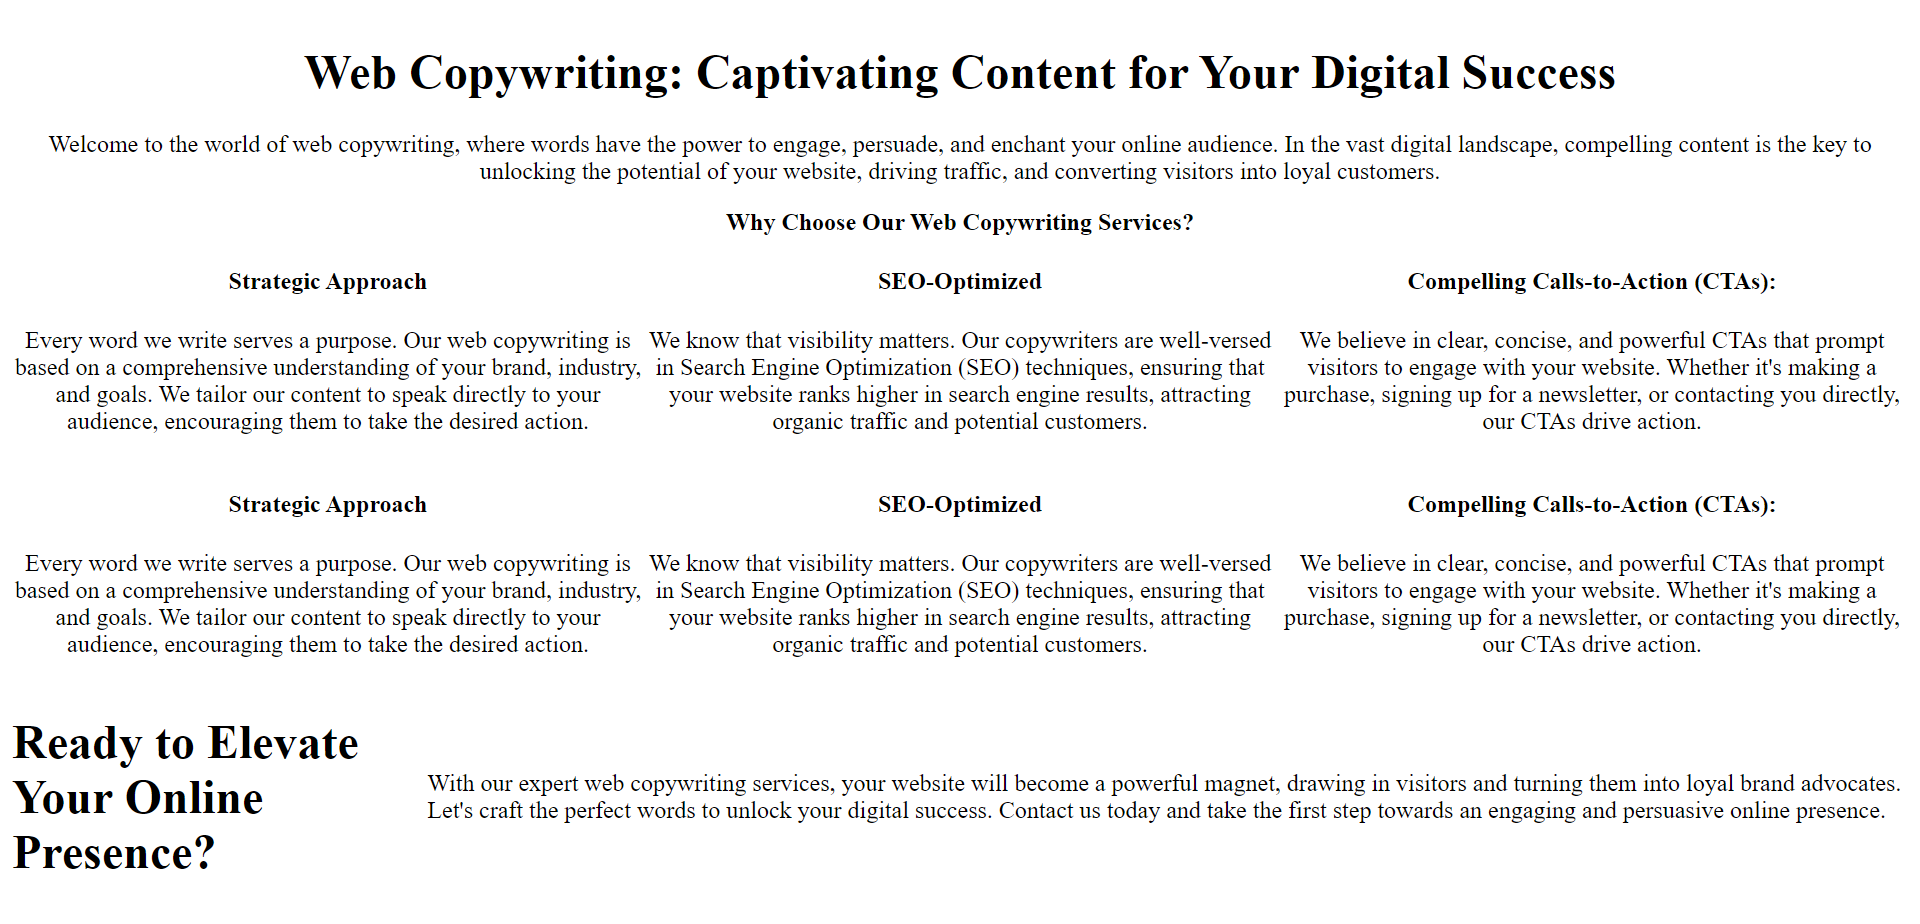 Web Copywriting: Captivating Content for Your Digital Success
Welcome to the world of web copywriting, where words have the power to engage, persuade, and enchant your online audience. In the vast digital landscape, compelling content is the key to
unlocking the potential of your website, driving traffic, and converting visitors into loyal customers.
Why Choose Our Web Copywriting Services?
Strategic Approach
Every word we write serves a purpose. Our web copywriting is
based on a comprehensive understanding of your brand, industry,
and goals. We tailor our content to speak directly to your
audience, encouraging them to take the desired action.
SEO-Optimized
We know that visibility matters. Our copywriters are well-versed
in Search Engine Optimization (SEO) techniques, ensuring that
your website ranks higher in search engine results, attracting
organic traffic and potential customers.
Compelling Calls-to-Action (CTAs):
We believe in clear, concise, and powerful CTAs that prompt
visitors to engage with your website. Whether it's making a
purchase, signing up for a newsletter, or contacting you directly,
our CTAs drive action.
Strategic Approach
Every word we write serves a purpose. Our web copywriting is
based on a comprehensive understanding of your brand, industry,
and goals. We tailor our content to speak directly to your
audience, encouraging them to take the desired action.
SEO-Optimized
We know that visibility matters. Our copywriters are well-versed
in Search Engine Optimization (SEO) techniques, ensuring that
your website ranks higher in search engine results, attracting
organic traffic and potential customers.
Compelling Calls-to-Action (CTAs):
We believe in clear, concise, and powerful CTAs that prompt
visitors to engage with your website. Whether it's making a
purchase, signing up for a newsletter, or contacting you directly,
our CTAs drive action.
Ready to Elevate
Your Online
Presence?
With our expert web copywriting services, your website will become a powerful magnet, drawing in visitors and turning them into loyal brand advocates.
Let's craft the perfect words to unlock your digital success. Contact us today and take the first step towards an engaging and persuasive online presence.